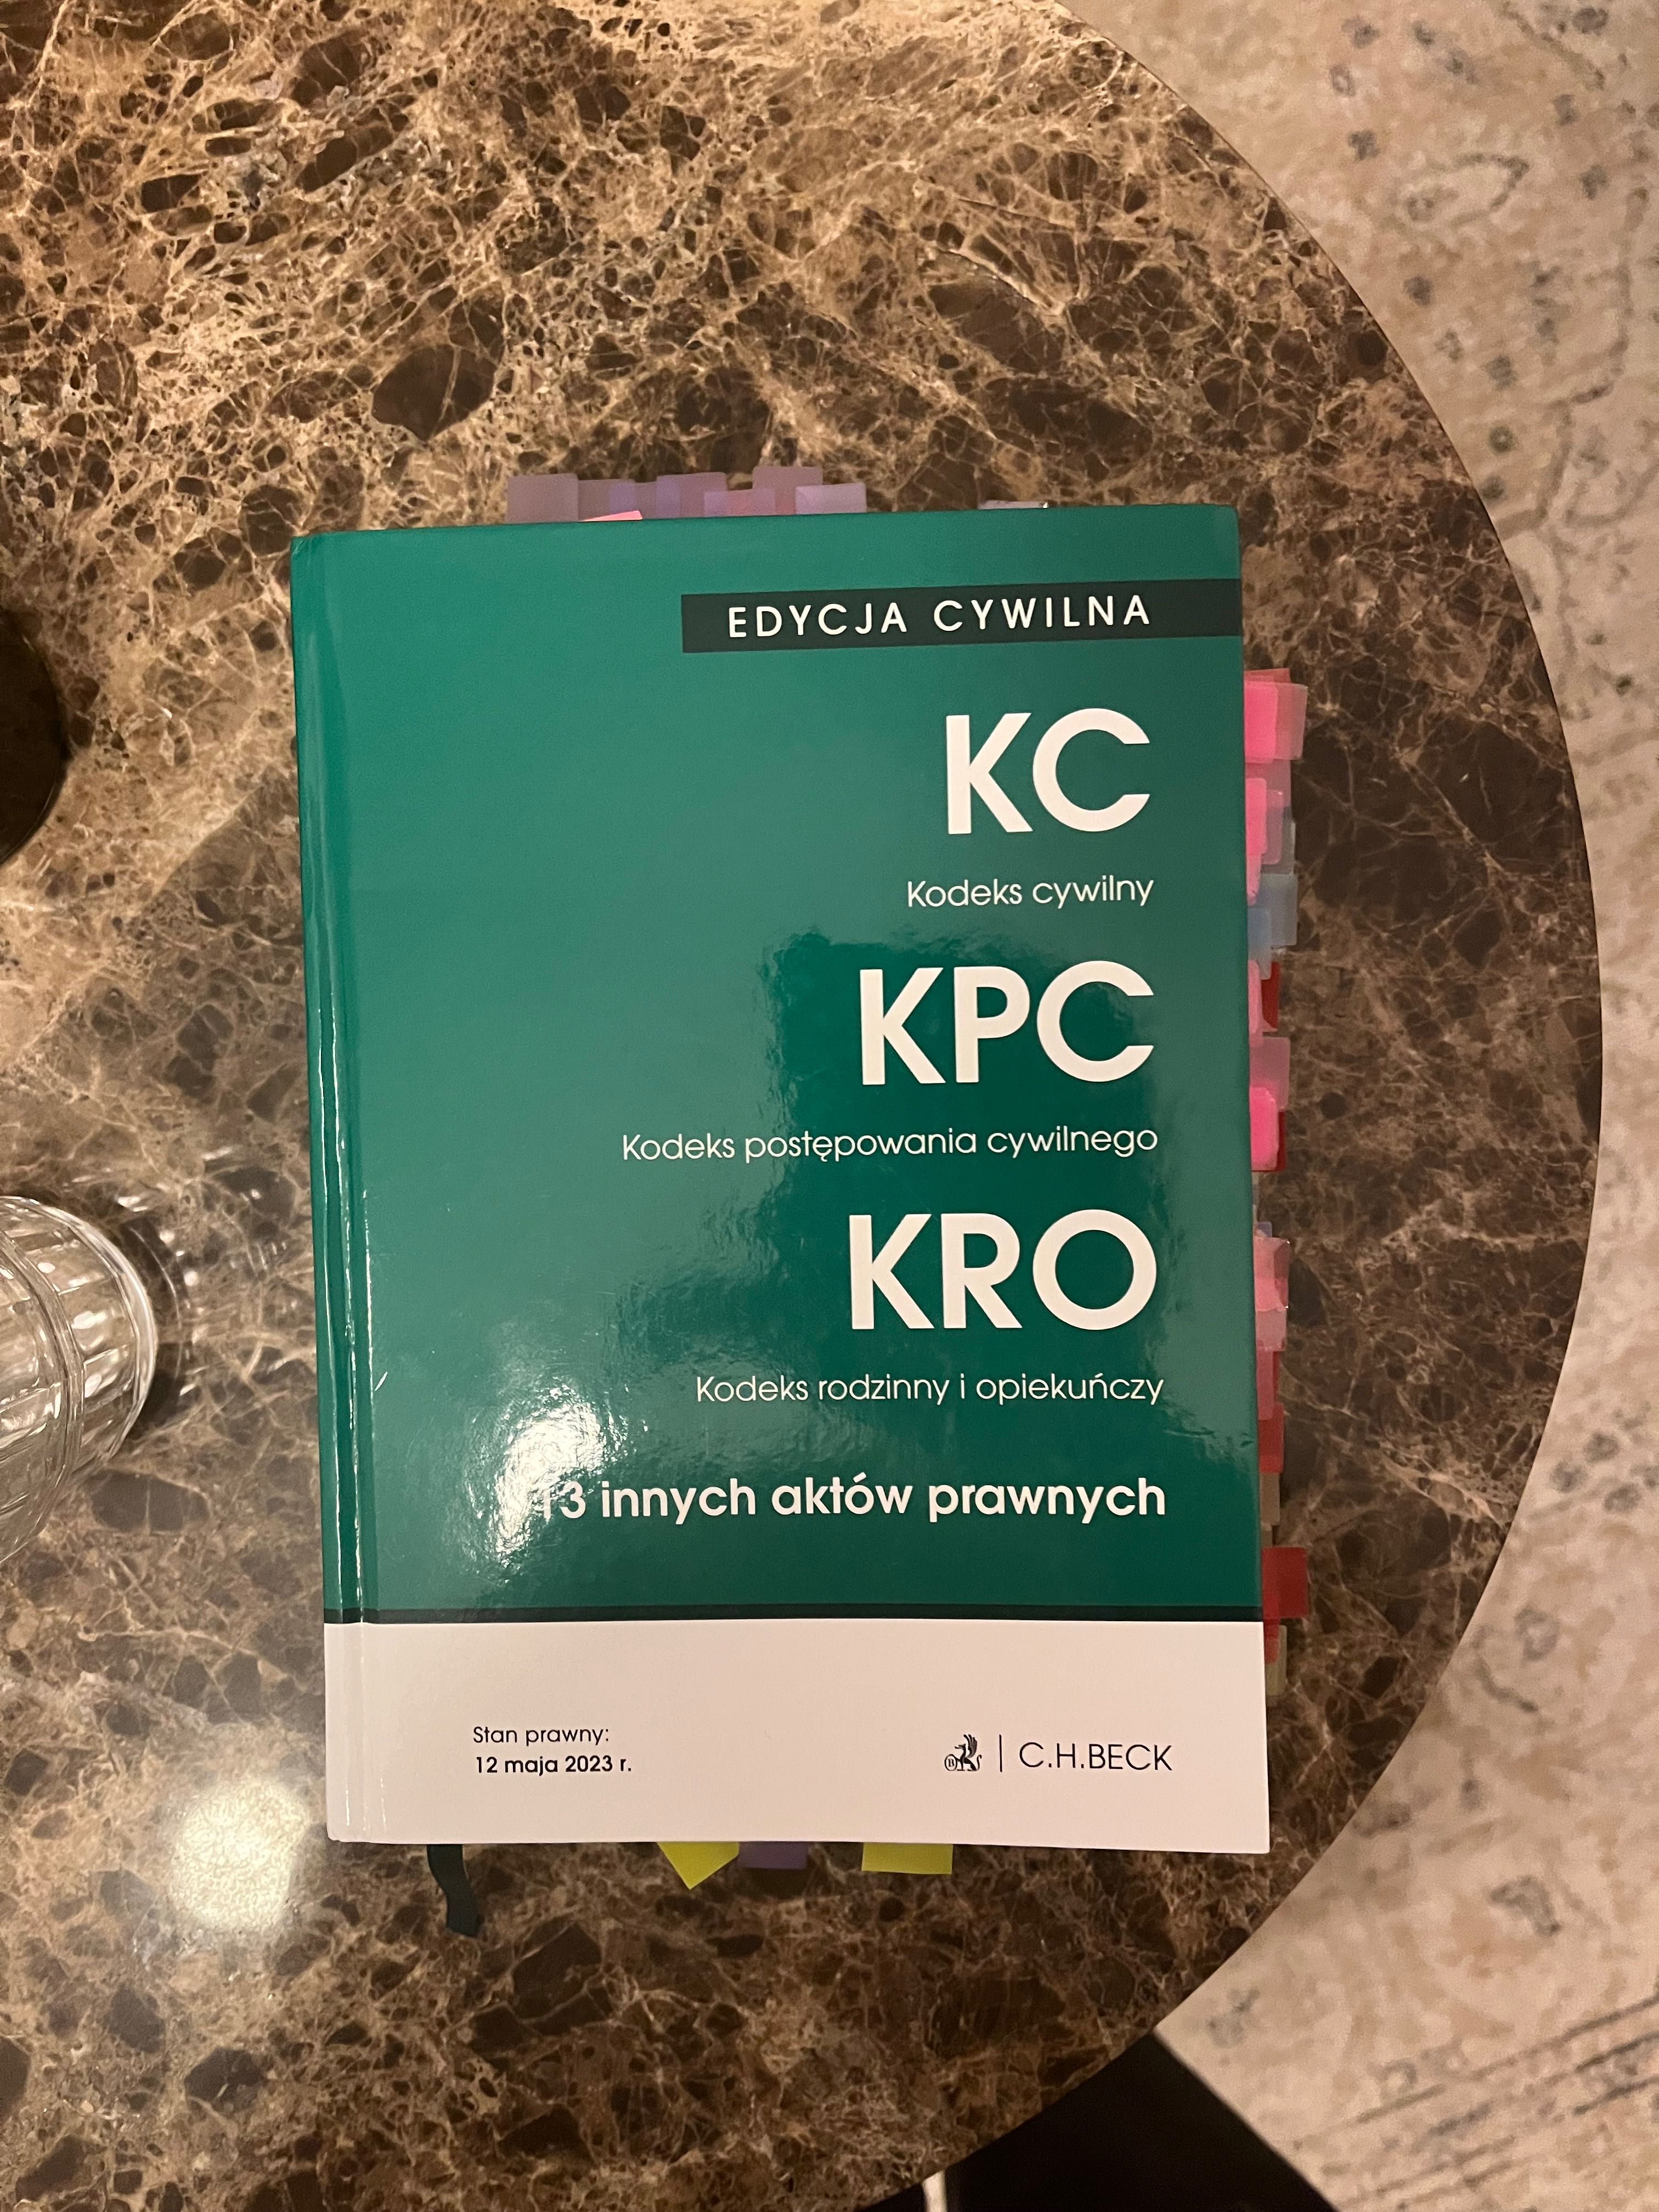 EDYCJA CYWILNA
KC
Kodeks cywilny
KPC
Kodeks postępowania cywilnego
KRO
Kodeks rodzinny i opiekuńczy
13 innych aktów prawnych
Stan prawny:
12 maja 2023 r.
C.H.BECK